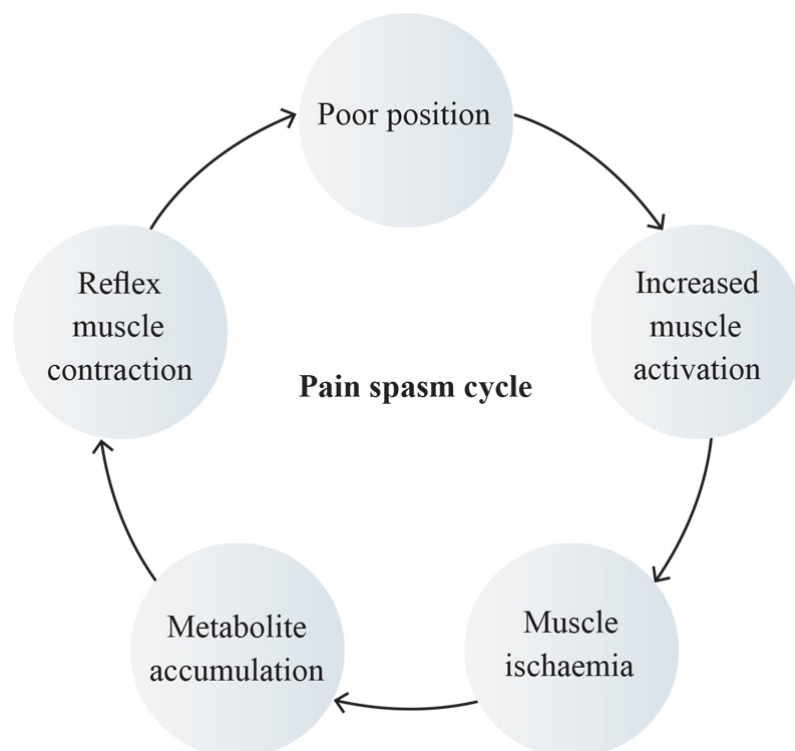 Poor position
Increased
muscle
activation
Muscle
ischaemia
Metabolite
accumulation
Reflex
muscle
contraction
Pain spasm cycle